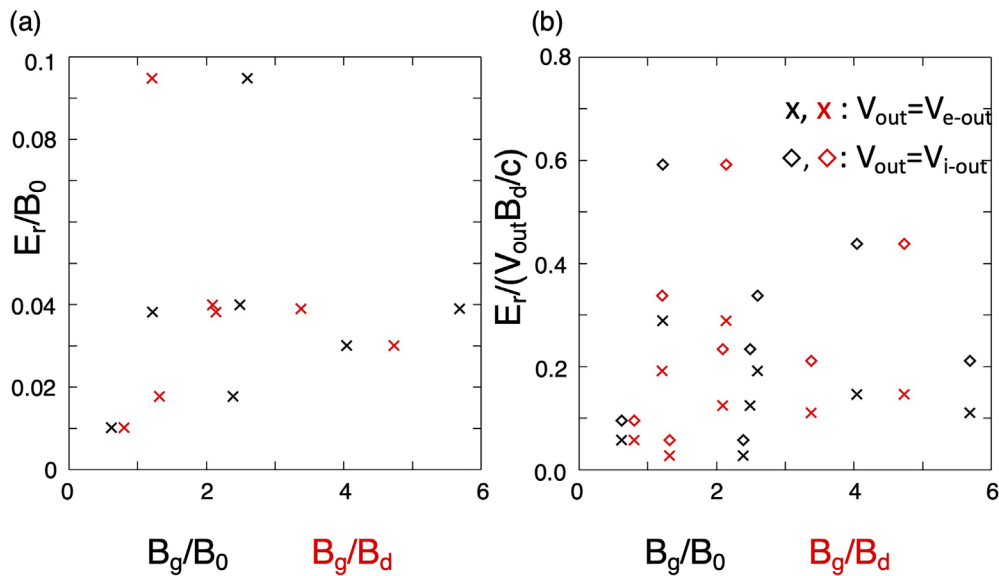 (a)
0.1
0.08
0.06
0.04
0.02
0
0 2 4 6
Er/B0
Bg/B0 Bg/Bd
(b)
0.8
0.6
0.4
0.2
0.0
0 2 4 6
Er/(VoutBd/c)
x, x : Vout=Ve-out
◇, ◇: Vout=Vi-out
Bg/B0 Bg/Bd